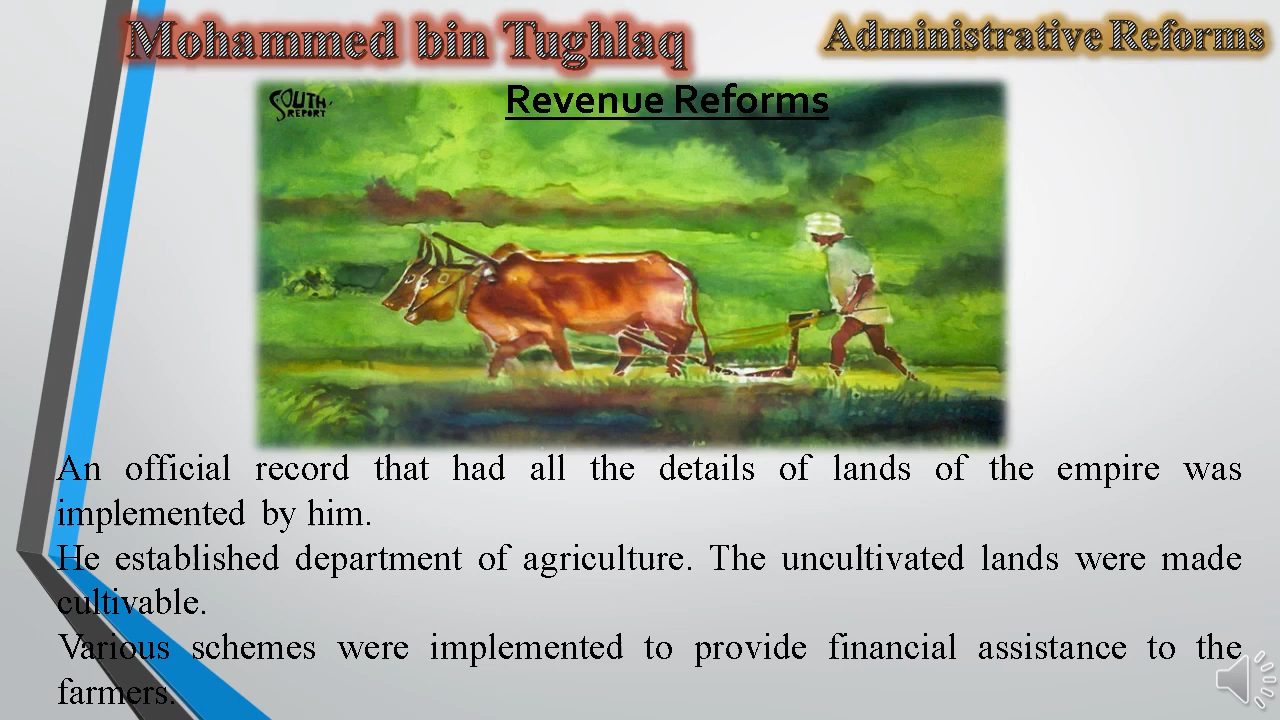 Mohammed bin Tughlaq
Administrative Reforms
Revenue Reforms
SOUTH
REPORT
An official record that had all the details of lands of the empire was
implemented by him.
He established department of agriculture. The uncultivated lands were made
cultivable.
Various schemes were implemented to provide financial assistance to the
farmers.